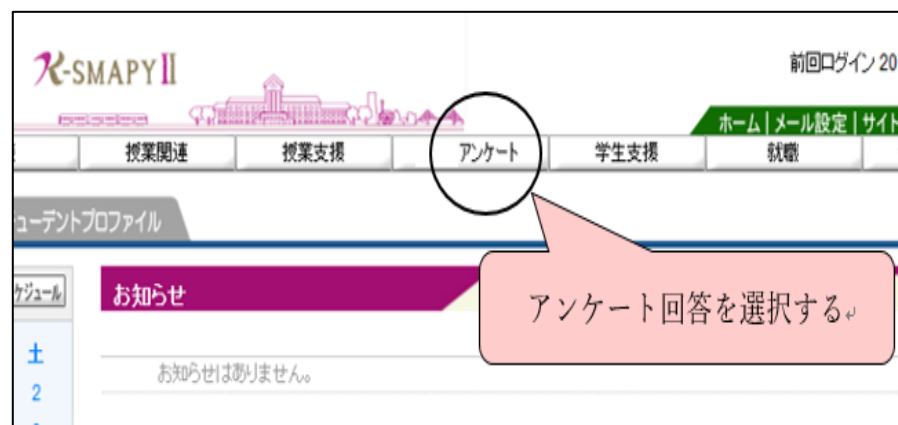 K-SMAPY II
前回ログイン 20
ホーム | メール設定 | サイト
授業関連 授業支援 アンケート 学生支援 就職
ューデントプロファイル
ケジュール
お知らせ
アンケート回答を選択する↵
土
お知らせはありません。
2